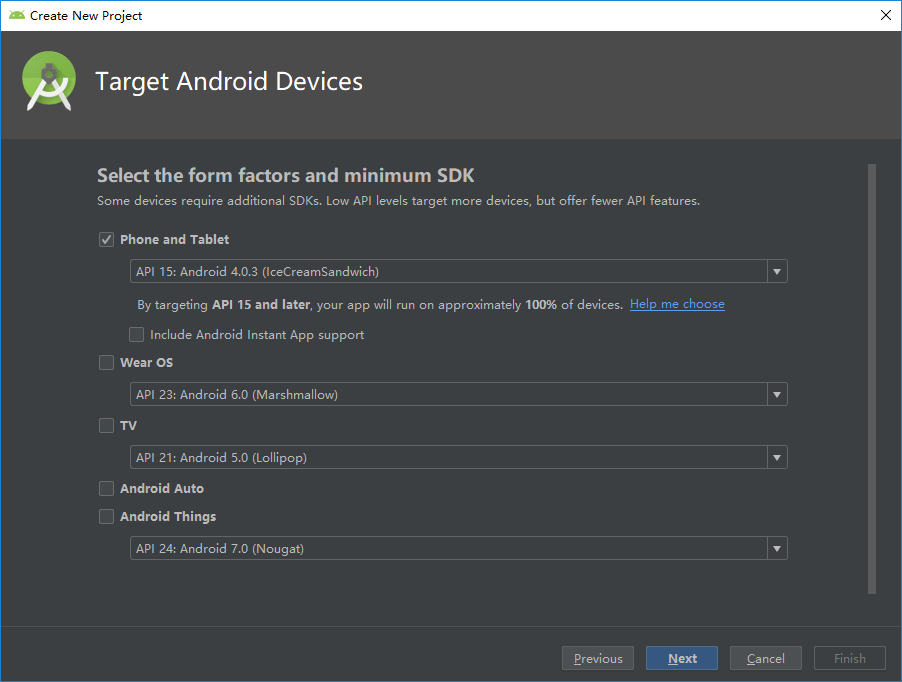 Create New Project
Target Android Devices
Select the form factors and minimum SDK
Some devices require additional SDKs. Low API levels target more devices, but offer fewer API features.
Phone and Tablet
API 15: Android 4.0.3 (IceCreamSandwich)
By targeting API 15 and later, your app will run on approximately 100% of devices. Help me choose
Include Android Instant App support
Wear OS
API 23: Android 6.0 (Marshmallow)
TV
API 21: Android 5.0 (Lollipop)
Android Auto
Android Things
API 24: Android 7.0 (Nougat)
Previous Next Cancel Finish